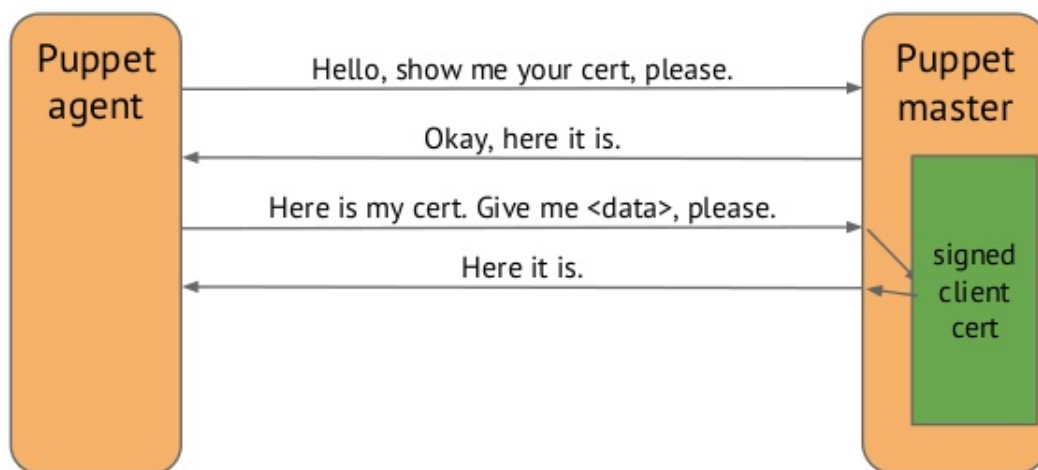 Puppet
agent
Hello, show me your cert, please.
Okay, here it is.
Here is my cert. Give me <data>, please.
Here it is.
Puppet
master
signed
client
cert